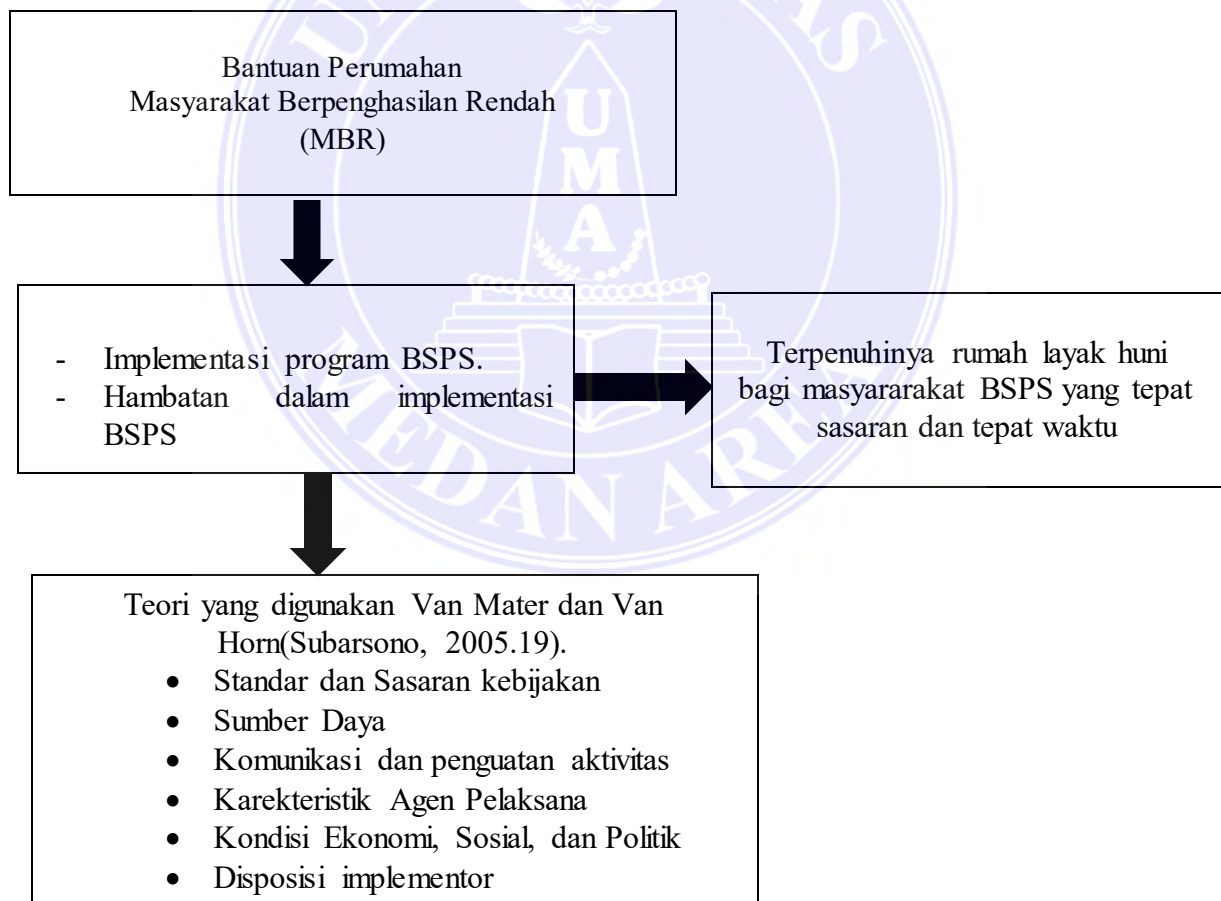 Bantuan Perumahan
Masyarakat Berpenghasilan Rendah
(MBR)
- Implementasi program BSPS.
- Hambatan dalam implementasi
BSPS
Terpenuhinya rumah layak huni
bagi masyararakat BSPS yang tepat
sasaran dan tepat waktu
Teori yang digunakan Van Mater dan Van
Horn(Subarsono, 2005.19).
• Standar dan Sasaran kebijakan
• Sumber Daya
• Komunikasi dan penguatan aktivitas
• Karekteristik Agen Pelaksana
• Kondisi Ekonomi, Sosial, dan Politik
• Disposisi implementor
U
M
A
MEDAN AREA